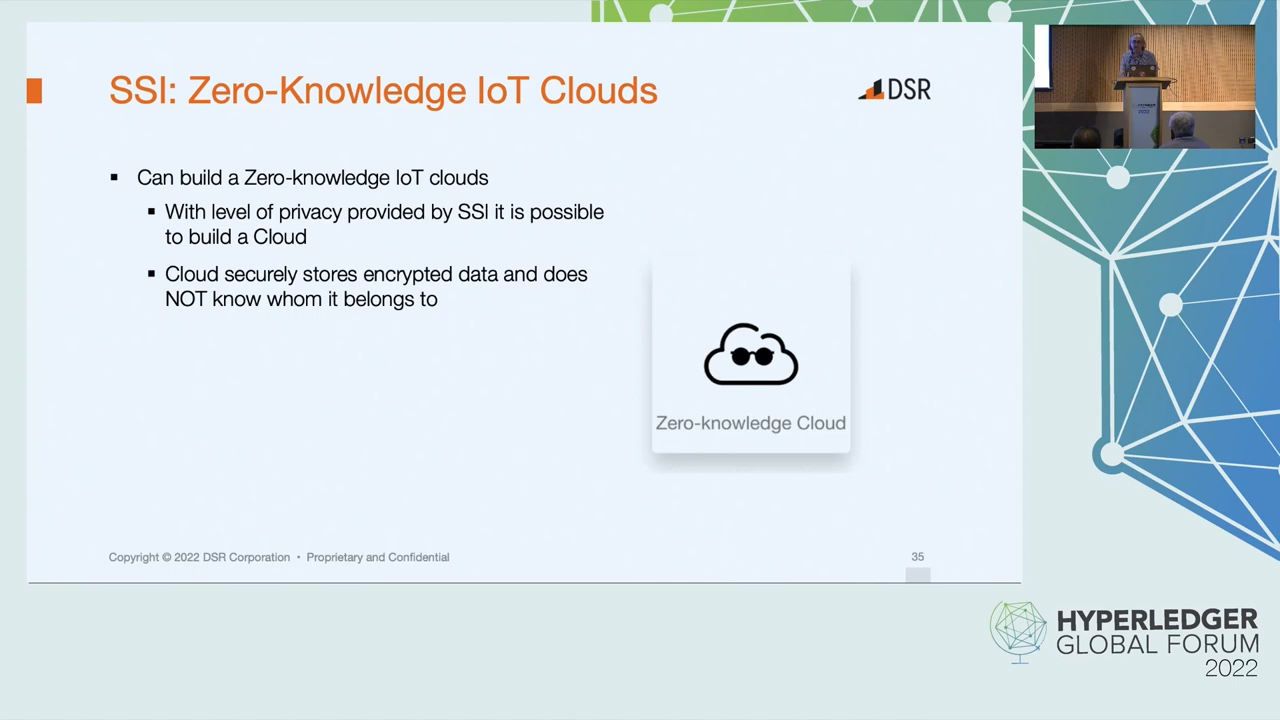 SSI: Zero-Knowledge IoT Clouds
DSR
▪ Can build a Zero-knowledge IoT clouds
▪ With level of privacy provided by SSI it is possible
to build a Cloud
▪ Cloud securely stores encrypted data and does
NOT know whom it belongs to
Zero-knowledge Cloud
Copyright © 2022 DSR Corporation • Proprietary and Confidential
35
HYPERLEDGER
GLOBAL FORUM
2022